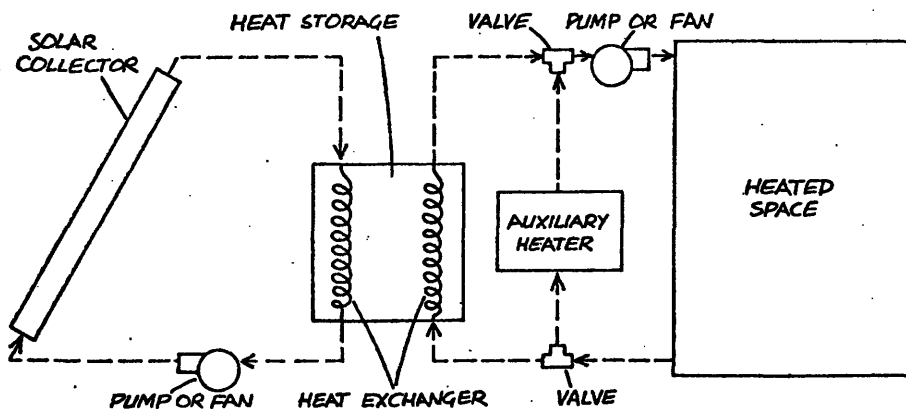 HEAT STORAGE
VALVE
PUMP OR FAN
SOLAR
COLLECTOR
HEATED
SPACE
AUXILIARY
HEATER
PUMP OR FAN
HEAT EXCHANGER
VALVE